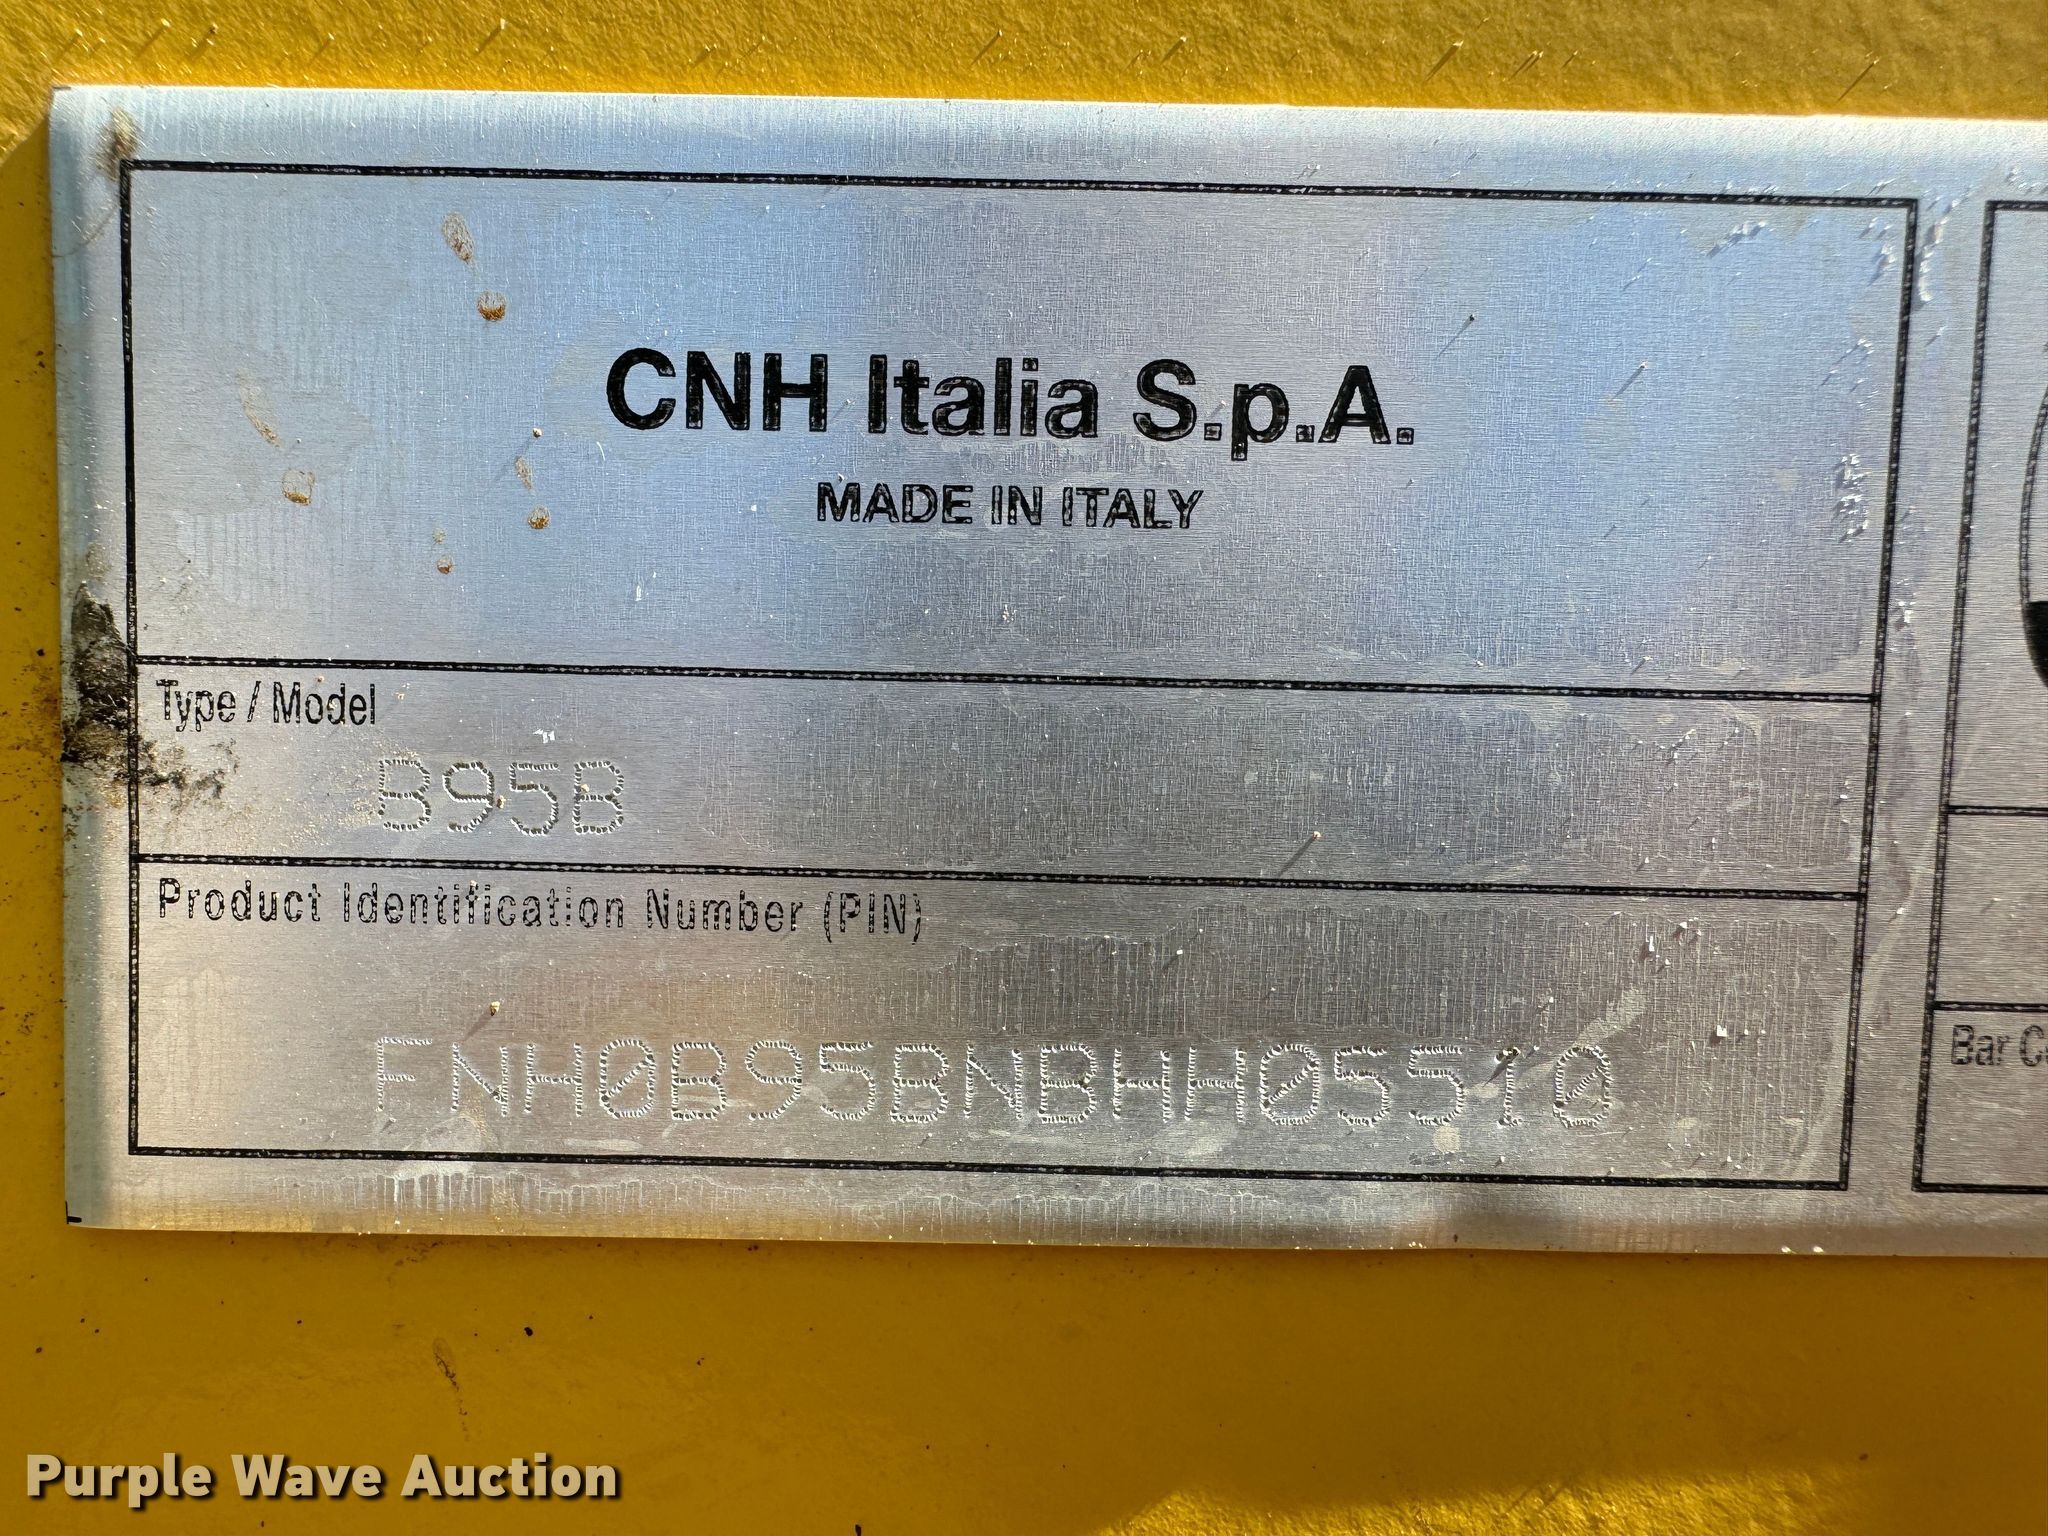 CNH Italia S.p.A.
MADE IN ITALY
Type / Model
B95B
Product Identification Number (PIN)
FNH0B95BNBHH05510
Bar
Purple Wave Auction